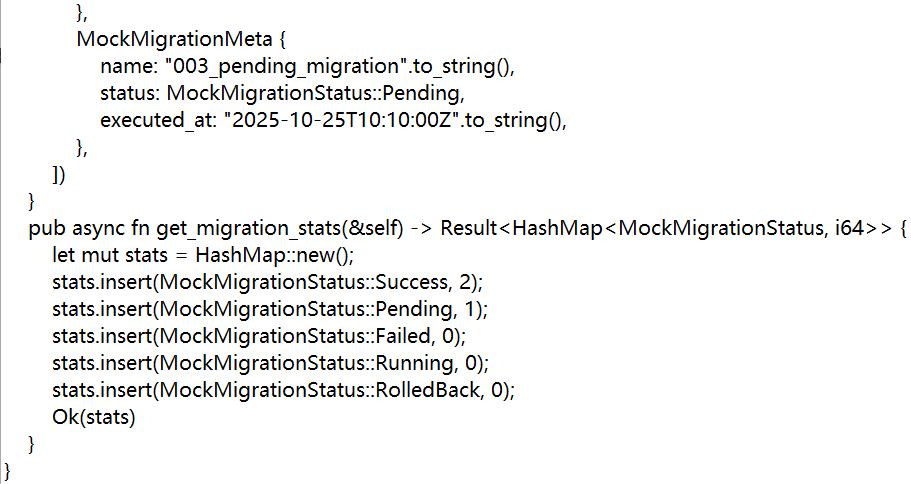 },
MockMigrationMeta {
name: "003_pending_migration".to_string(),
status: MockMigrationStatus::Pending,
executed_at: "2025-10-25T10:10:00Z".to_string(),
},
])
}
pub async fn get_migration_stats(&self) -> Result<HashMap<MockMigrationStatus, i64>> {
let mut stats = HashMap::new();
stats.insert(MockMigrationStatus::Success, 2);
stats.insert(MockMigrationStatus::Pending, 1);
stats.insert(MockMigrationStatus::Failed, 0);
stats.insert(MockMigrationStatus::Running, 0);
stats.insert(MockMigrationStatus::RolledBack, 0);
Ok(stats)
}
}